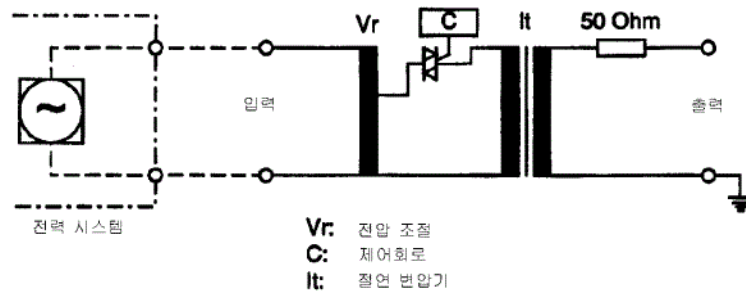 Vr
C
It
50 Ohm
~
입력
출력
전력 시스템
Vr: 전압 조절
C: 제어회로
It: 절연 변압기